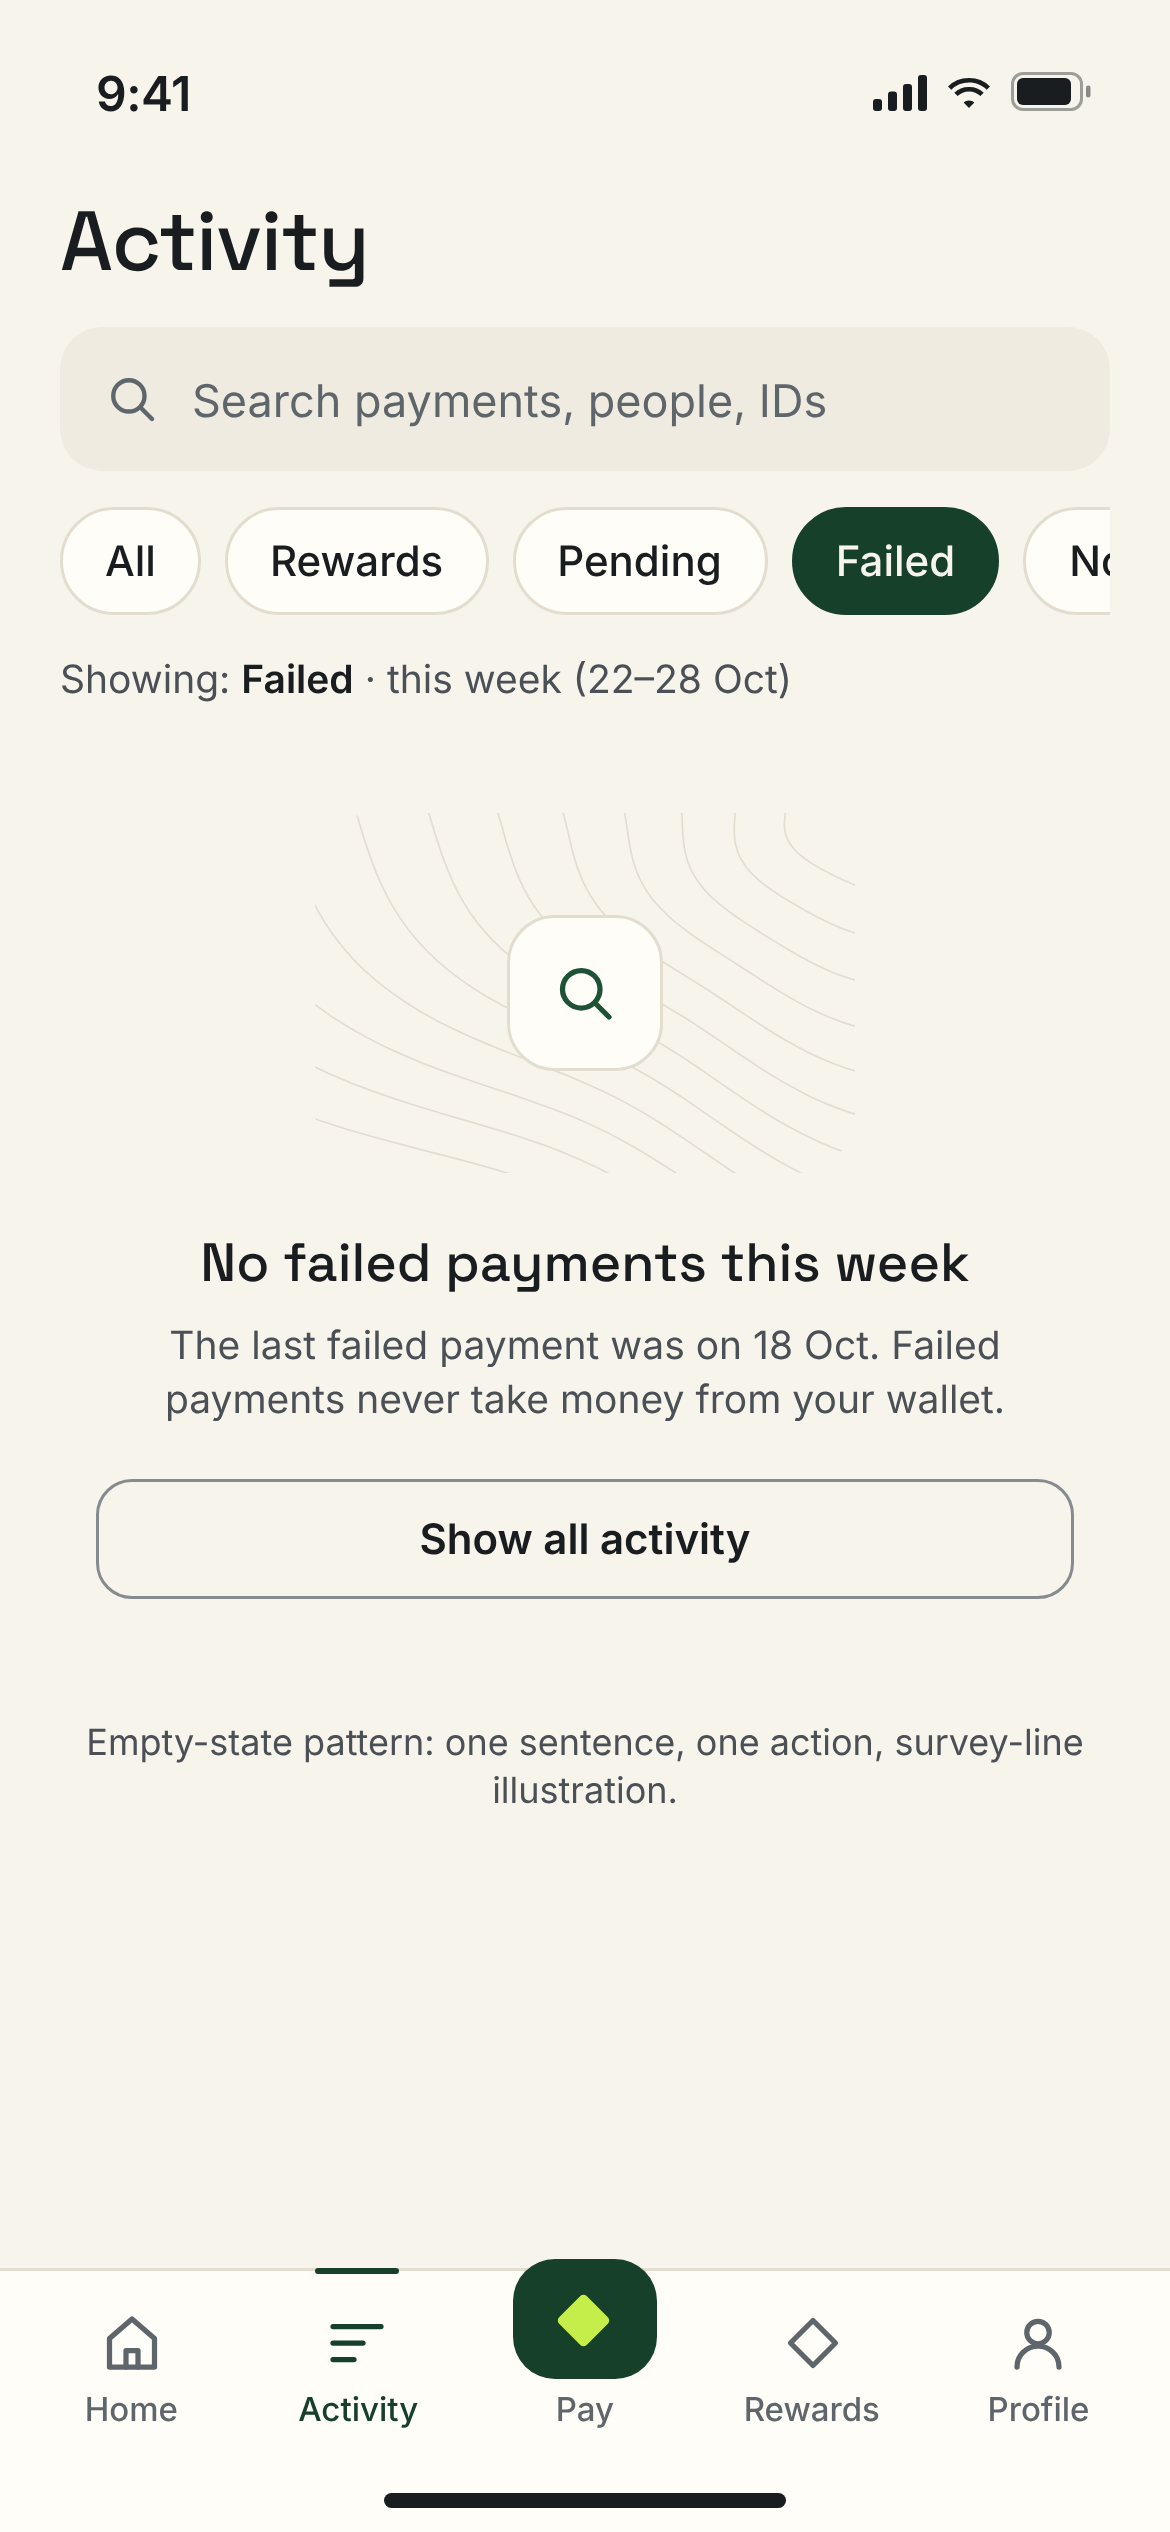 9:41
Activity
Search payments, people, IDs
All
Rewards
Pending
Failed
Showing: Failed · this week (22–28 Oct)
No failed payments this week
The last failed payment was on 18 Oct. Failed
payments never take money from your wallet.
Show all activity
Empty-state pattern: one sentence, one action, survey-line
illustration.
Home
Activity
Pay
Rewards
Profile